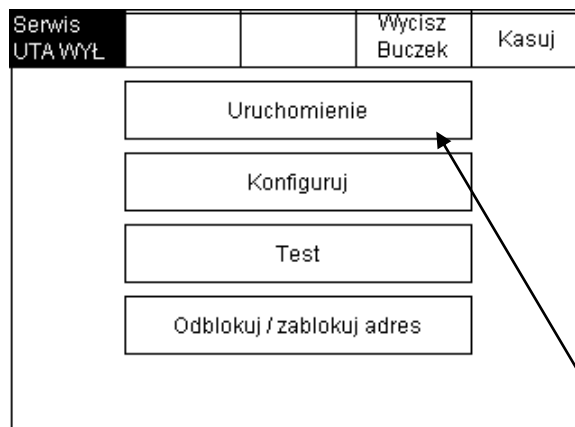 Serwis
UTA WYŁ
Wycisz
Buczek
Kasuj
Uruchomienie
Konfiguruj
Test
Odblokuj / zablokuj adres